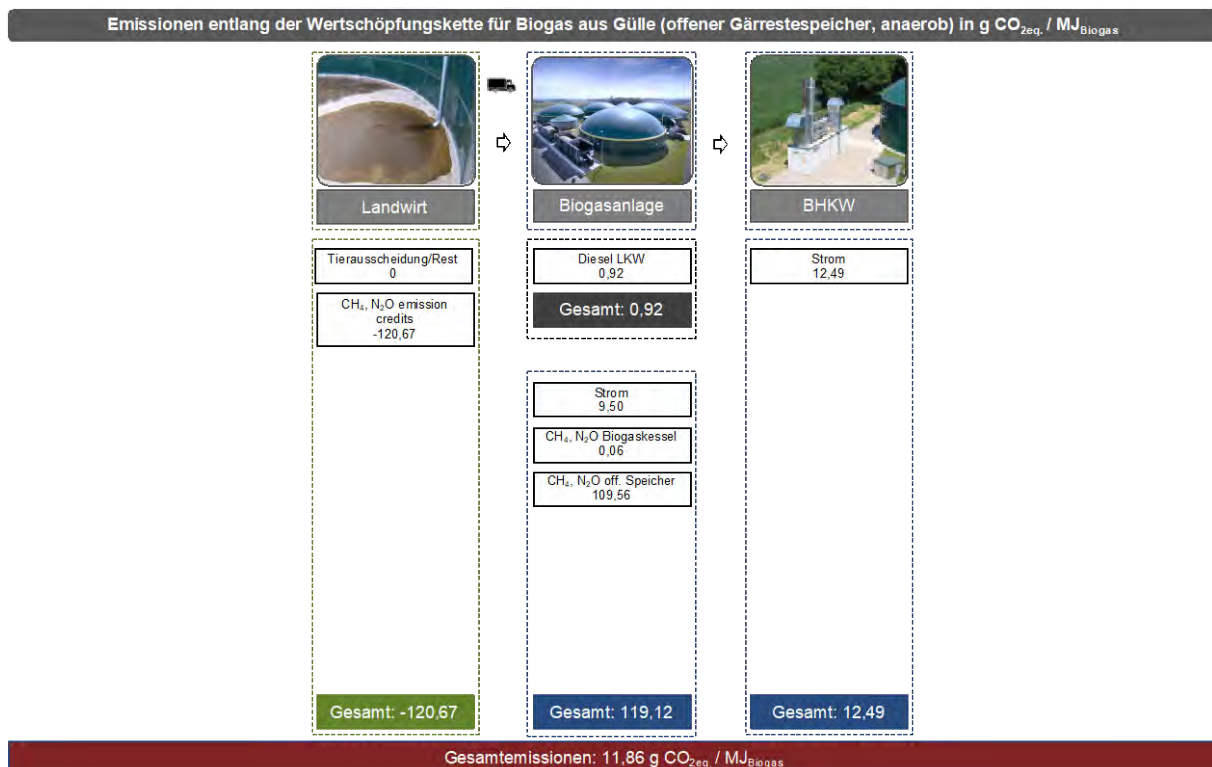 Emissionen entlang der Wertschöpfungskette für Biogas aus Gülle (offener Gärrestespeicher, anaerob) in g CO₂eq. / MJBiogas
Landwirt
Biogasanlage
BHKW
Tierausscheidung/Rest
0
CH₄, N₂O emission
credits
-120,67
Gesamt: -120,67
Diesel LKW
0,92
Gesamt: 0,92
Strom
9,50
CH₄, N₂O Biogaskessel
0,06
CH₄, N₂O off. Speicher
109,56
Gesamt: 119,12
Strom
12,49
Gesamt: 12,49
Gesamtemissionen: 11,86 g CO₂eq. / MJBiogas